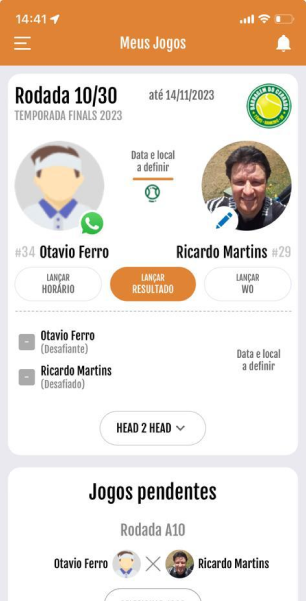 14:41
Meus Jogos
Rodada 10/30
até 14/11/2023
TEMPORADA FINALS 2023
Data e local
a definir
#34 Otavio Ferro
Ricardo Martins #29
LANÇAR
HORÁRIO
LANÇAR
RESULTADO
LANÇAR
WO
- Otavio Ferro
(Desafiante)
- Ricardo Martins
(Desafiado)
Data e local
a definir
HEAD 2 HEAD
Jogos pendentes
Rodada A10
Otavio Ferro
Ricardo Martins